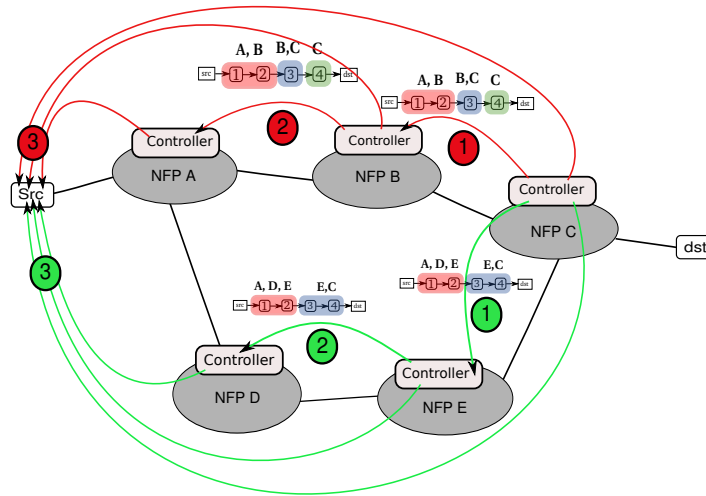 A, B B,C C
src 1 2 3 4 dst
A, B B,C C
src 1 2 3 4 dst
3
2
1
Controller
Controller
Controller
NFP A
NFP B
NFP C
Src
dst
3
A, D, E E,C
src 1 2 3 4 dst
1
A, D, E E,C
src 1 2 3 4 dst
2
Controller
Controller
NFP D
NFP E